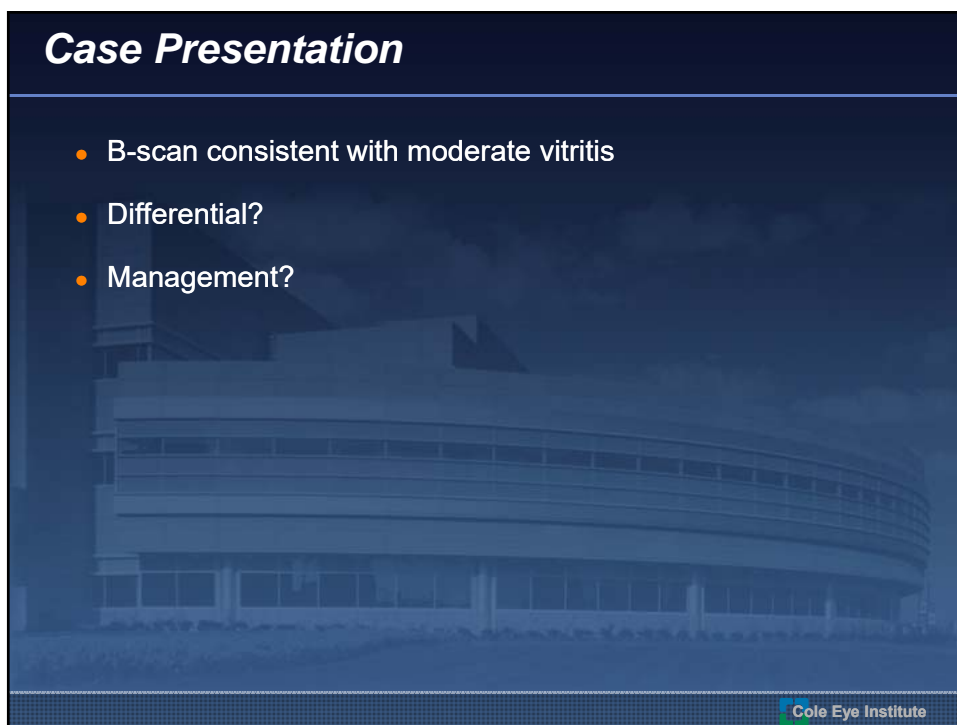 Case Presentation
B-scan consistent with moderate vitritis
Differential?
Management?
Cole Eye Institute